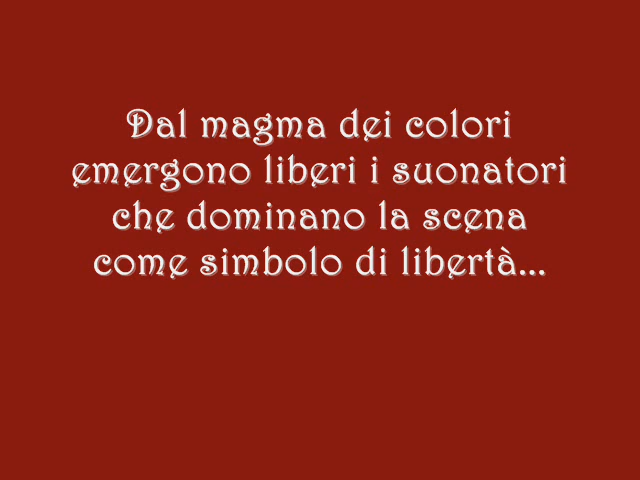 Dal magma dei colori
emergono liberi i suonatori
che dominano la scena
come simbolo di libertà...